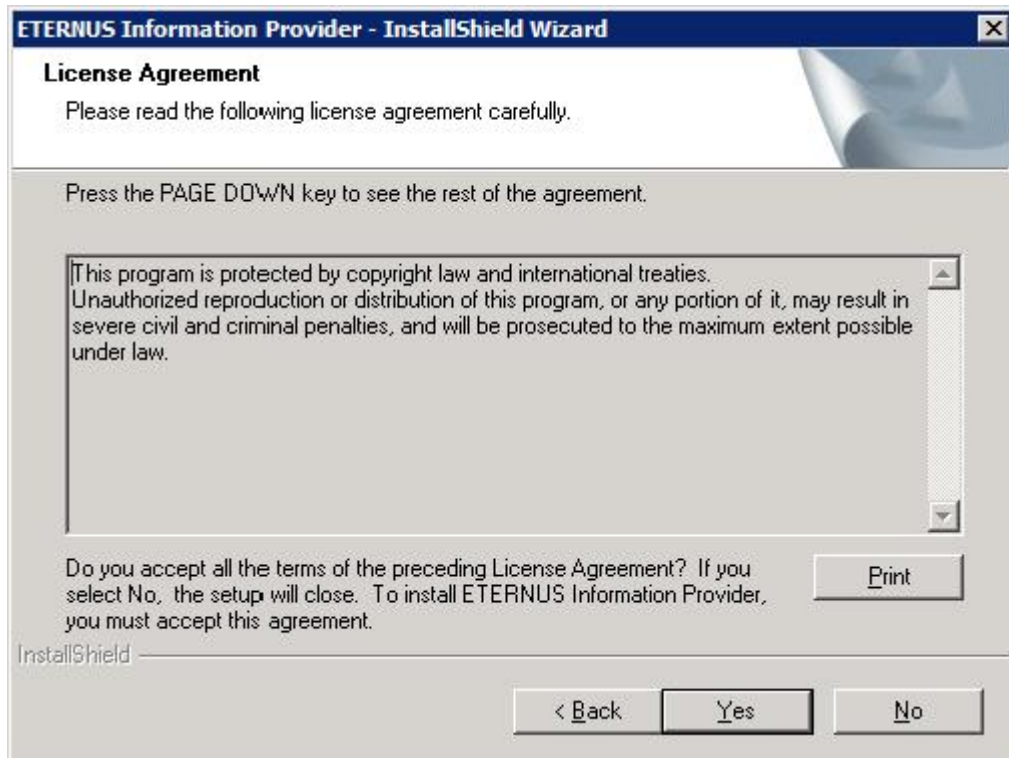 ETERNUS Information Provider - InstallShield Wizard
License Agreement
Please read the following license agreement carefully.
Press the PAGE DOWN key to see the rest of the agreement.
This program is protected by copyright law and international treaties.
Unauthorized reproduction or distribution of this program, or any portion of it, may result in
severe civil and criminal penalties, and will be prosecuted to the maximum extent possible
under law.
Do you accept all the terms of the preceding License Agreement? If you
select No, the setup will close. To install ETERNUS Information Provider,
you must accept this agreement.
Print
InstallShield
< Back
Yes
No